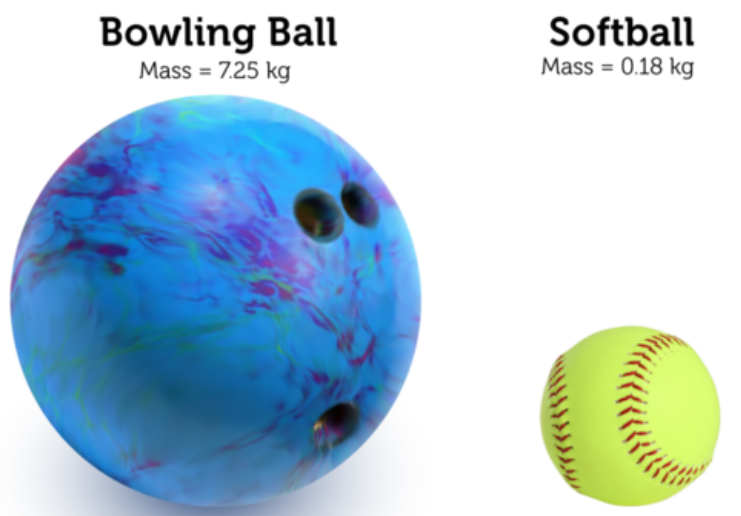 Bowling Ball
Mass = 7.25 kg
Softball
Mass = 0.18 kg